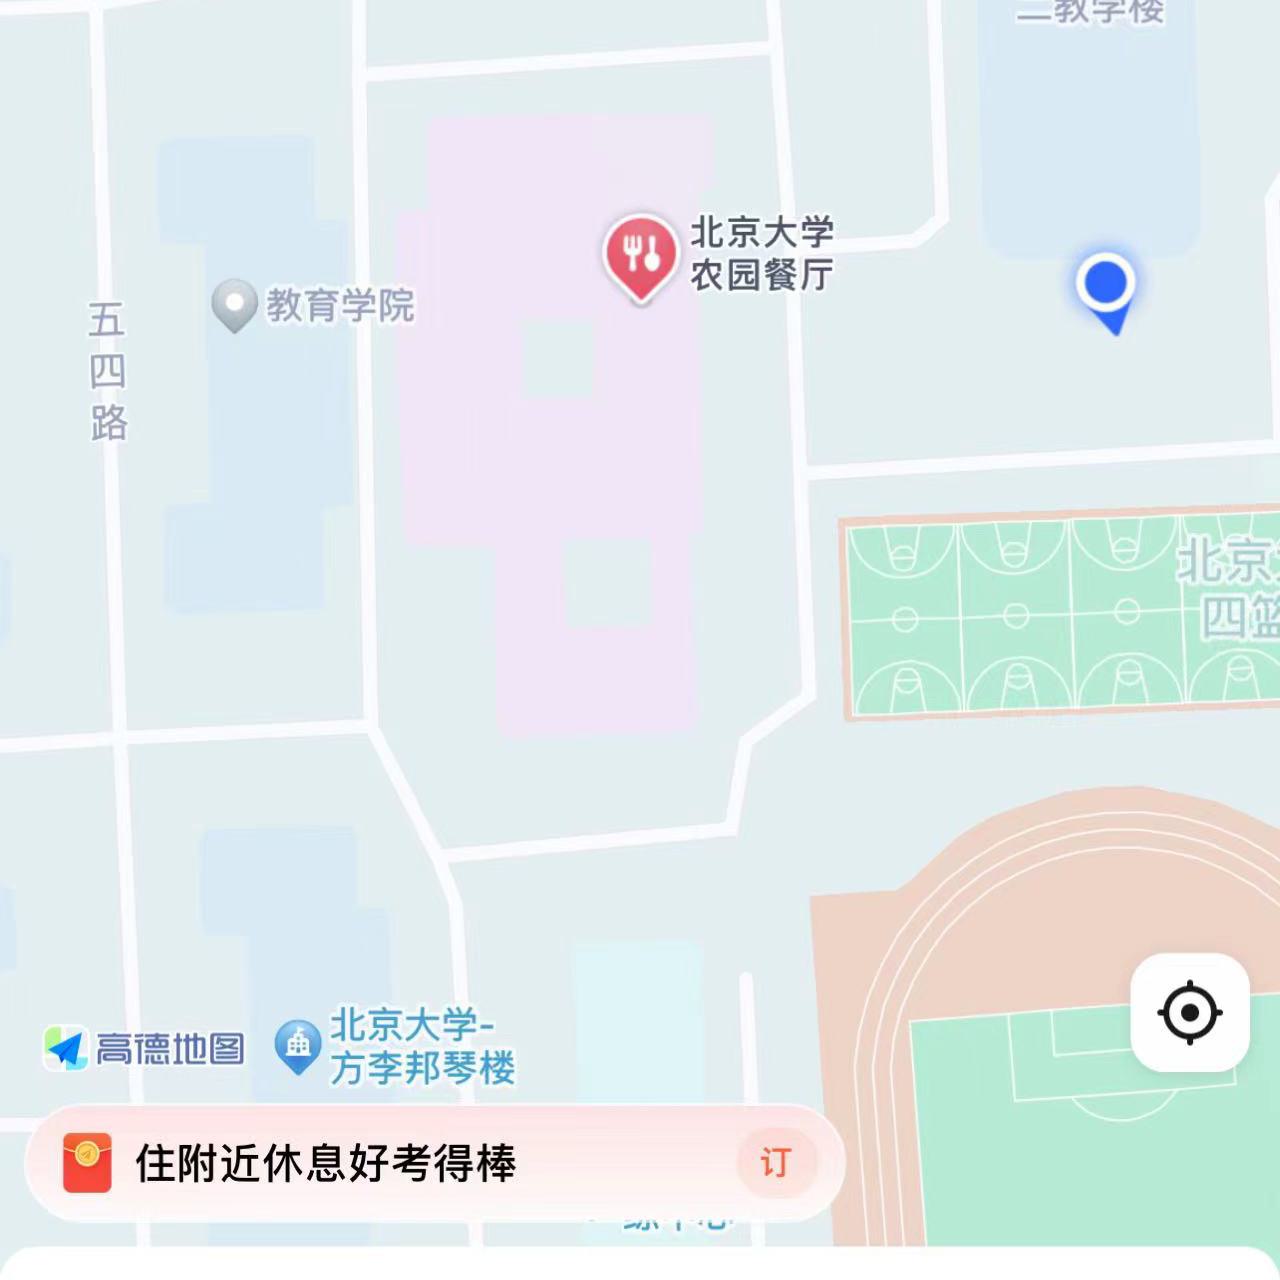 二教学楼
北京大学
农园餐厅
教育学院
五
四
路
北京
四篮
北京大学-
方李邦琴楼
高德地图
住附近休息好考得棒
订